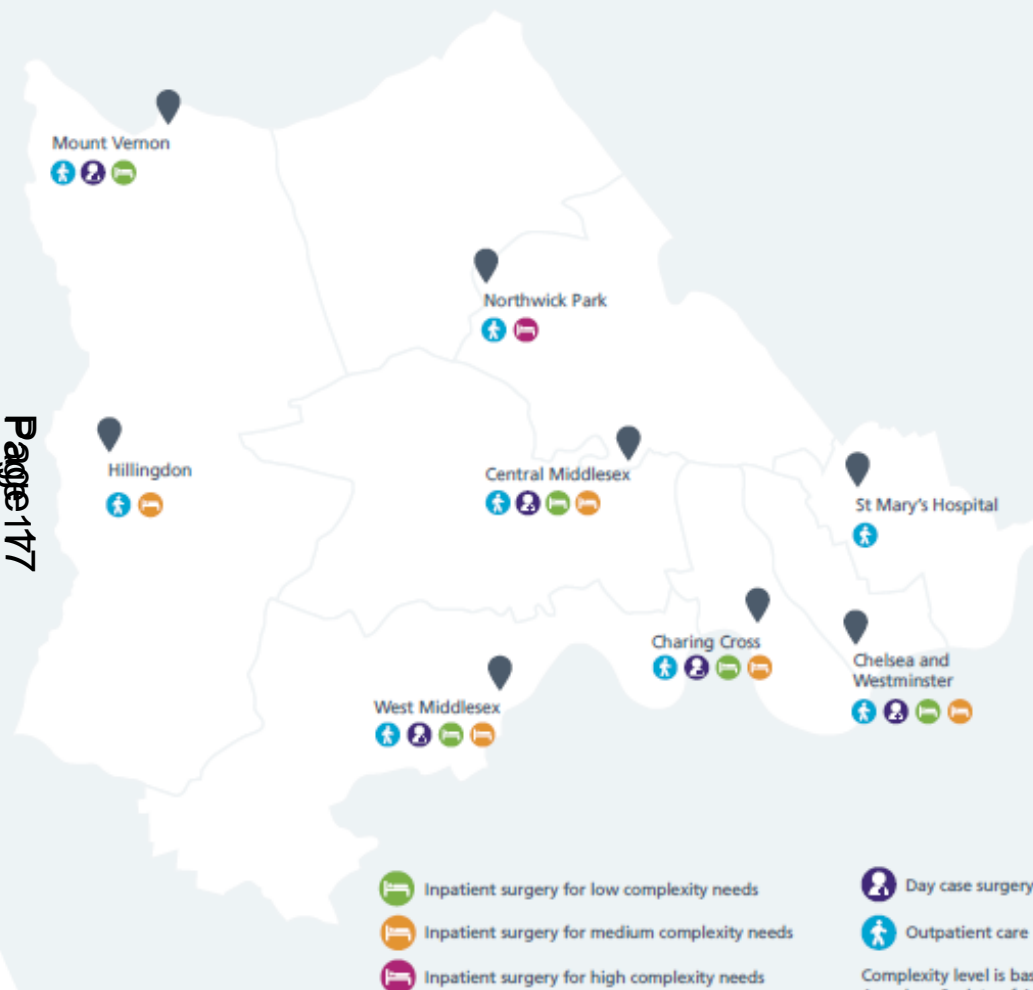 Mount Vernon
Northwick Park
Hillingdon
Central Middlesex
St Mary's Hospital
Charing Cross
Chelsea and
Westminster
West Middlesex
Inpatient surgery for low complexity needs
Inpatient surgery for medium complexity needs
Inpatient surgery for high complexity needs
Day case surgery
Outpatient care
Complexity level is bas
Page